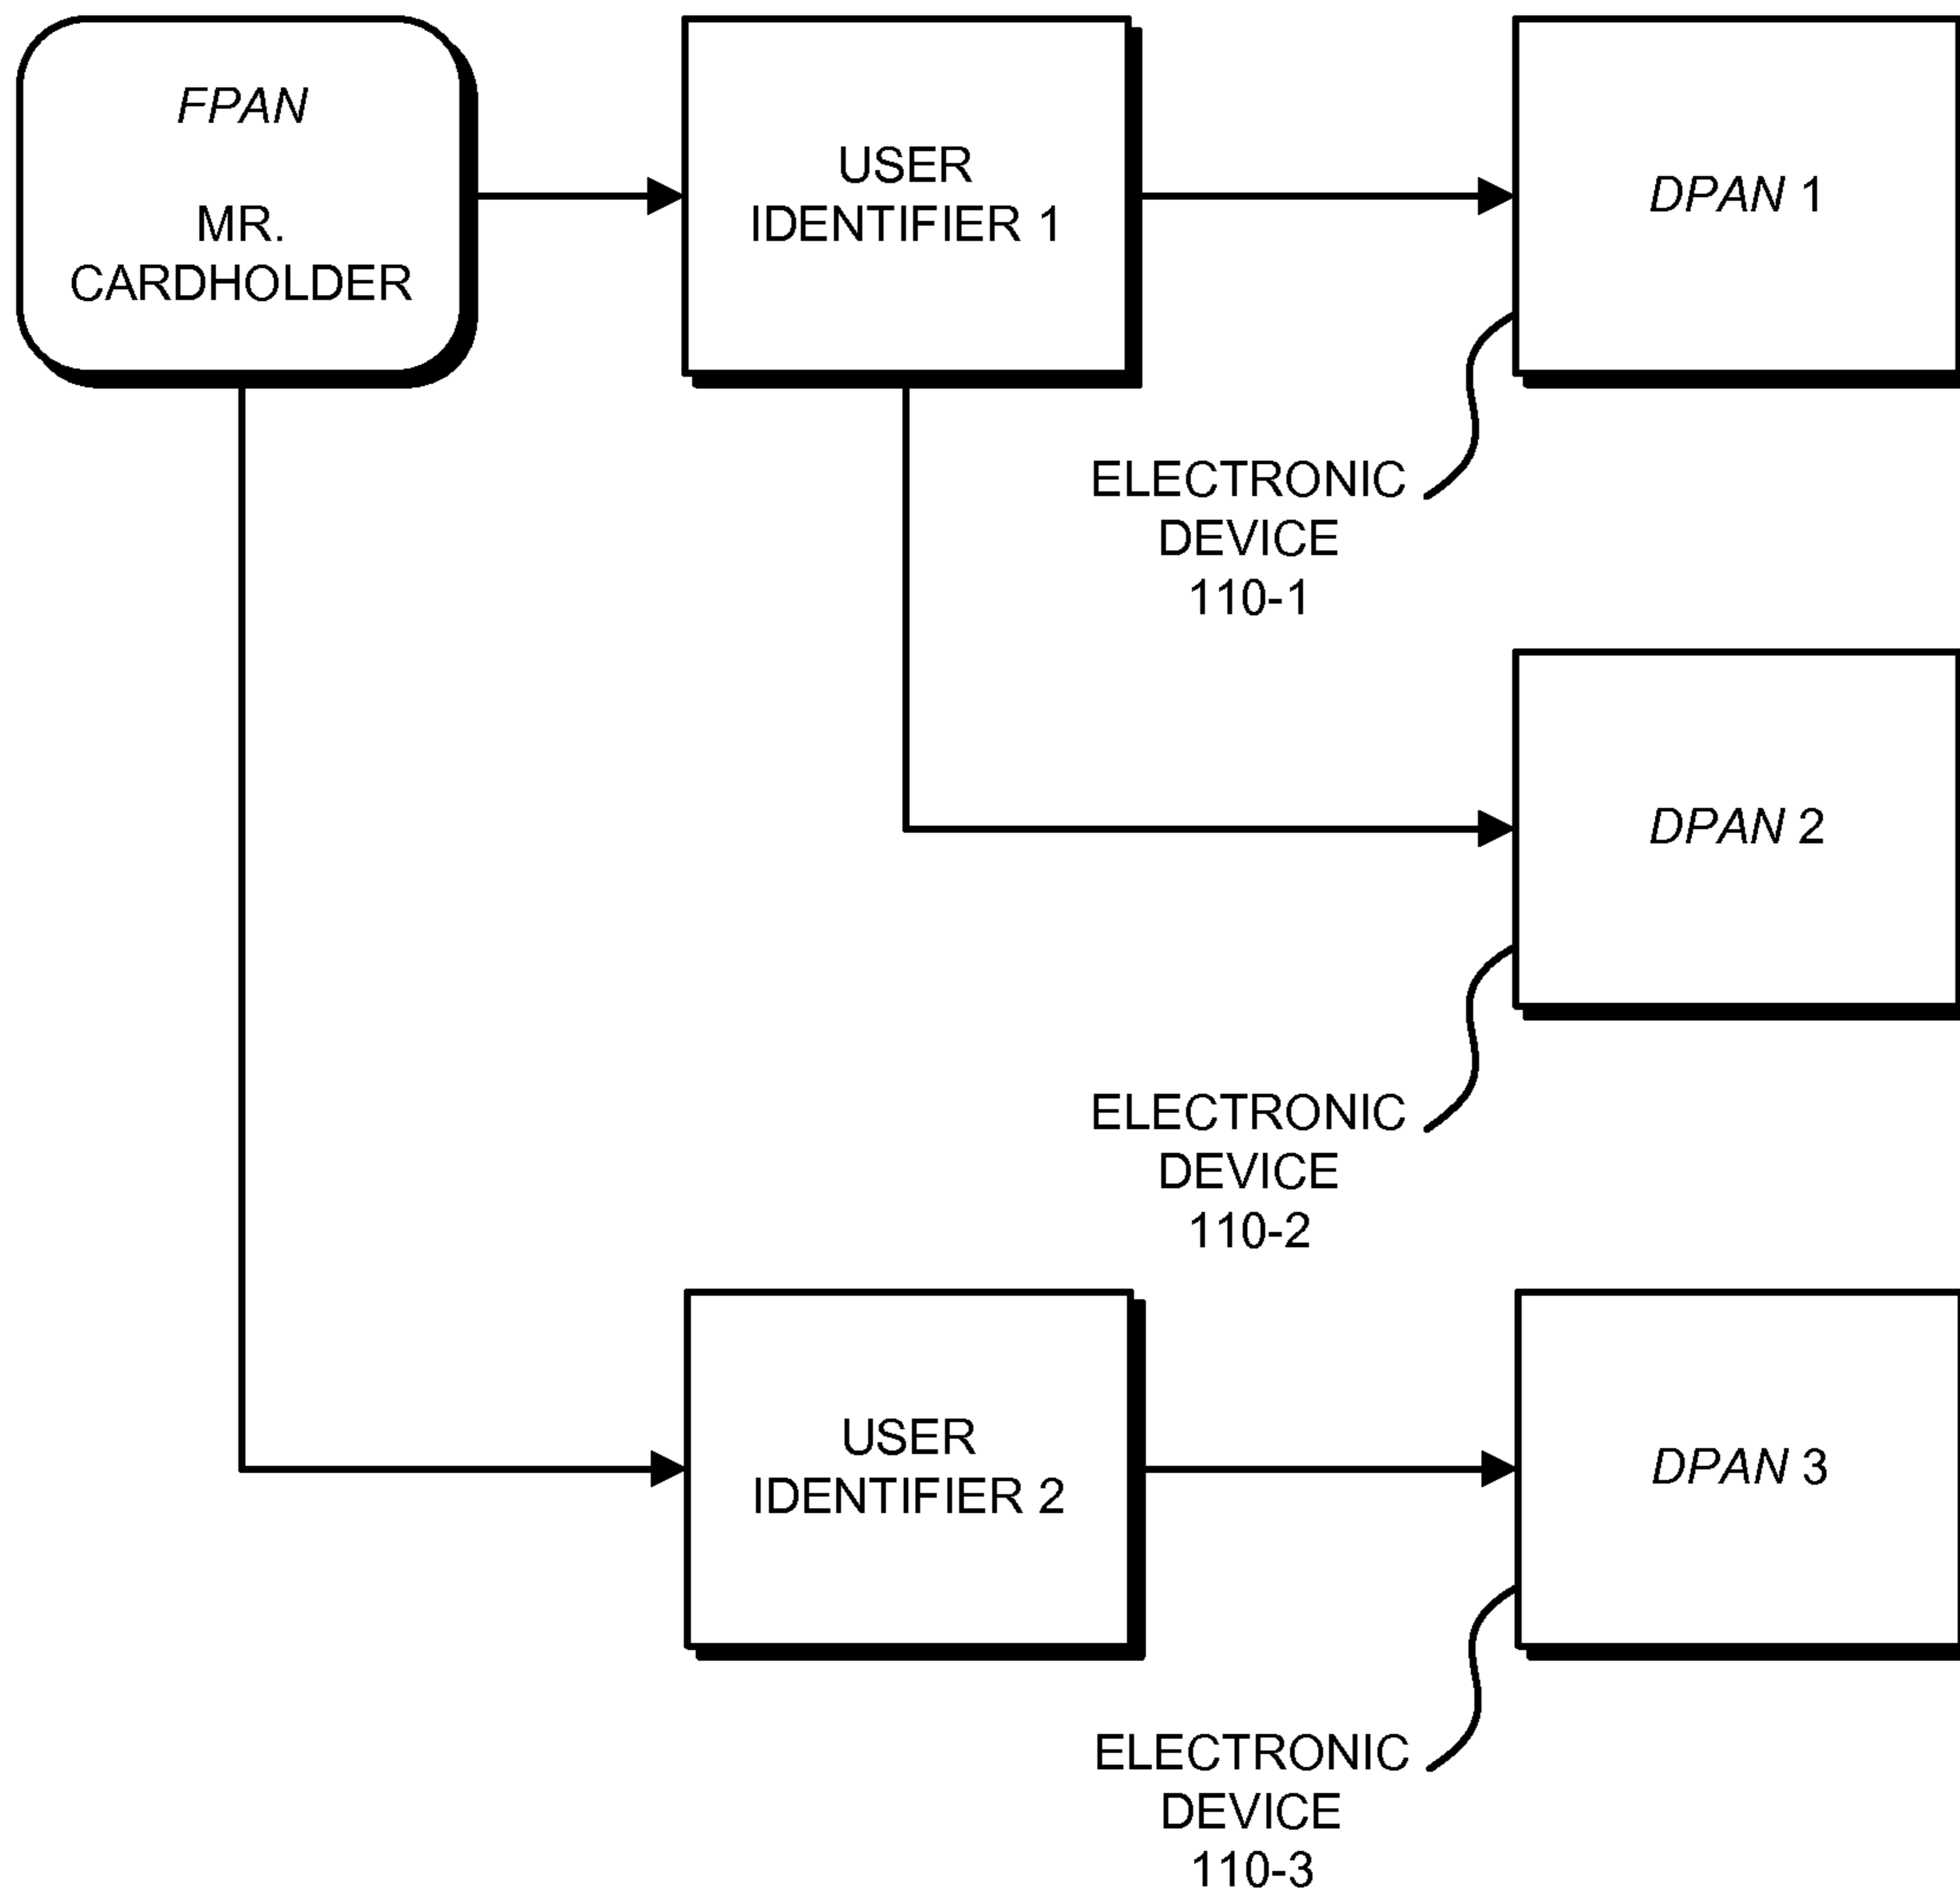 FPAN
MR.
CARDHOLDER
USER
IDENTIFIER 1
DPAN 1
ELECTRONIC
DEVICE
110-1
DPAN 2
ELECTRONIC
DEVICE
110-2
USER
IDENTIFIER 2
DPAN 3
ELECTRONIC
DEVICE
110-3